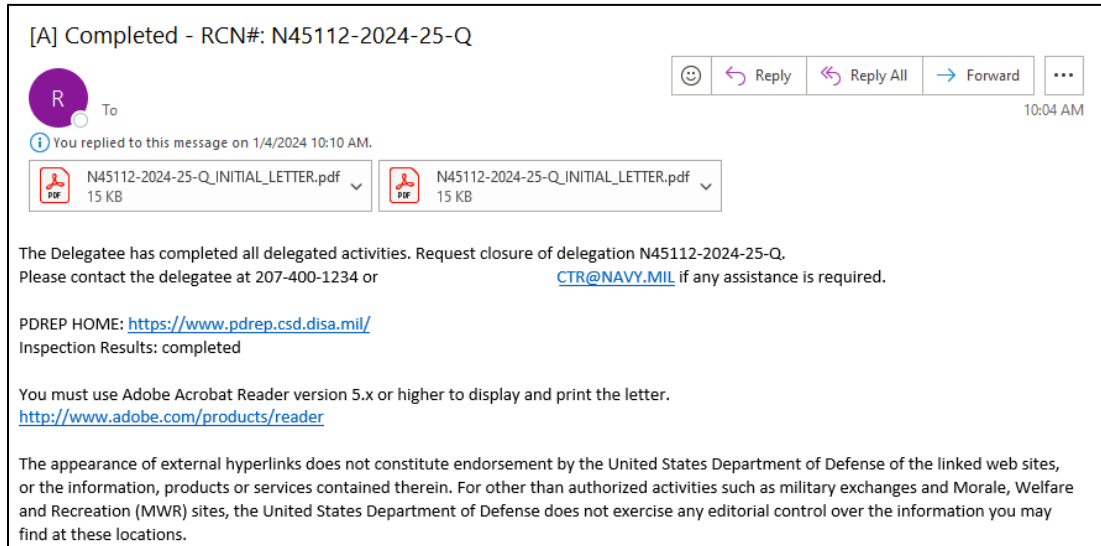 [A] Completed - RCN#: N45112-2024-25-Q
Reply
Reply All
Forward
R
To
10:04 AM
You replied to this message on 1/4/2024 10:10 AM.
N45112-2024-25-Q_INITIAL_LETTER.pdf
15 KB
N45112-2024-25-Q_INITIAL_LETTER.pdf
15 KB
The Delegatee has completed all delegated activities. Request closure of delegation N45112-2024-25-Q.
Please contact the delegatee at 207-400-1234 or CTR@NAVY.MIL if any assistance is required.
PDREP HOME: https://www.pdrep.csd.disa.mil/
Inspection Results: completed
You must use Adobe Acrobat Reader version 5.x or higher to display and print the letter.
http://www.adobe.com/products/reader
The appearance of external hyperlinks does not constitute endorsement by the United States Department of Defense of the linked web sites,
or the information, products or services contained therein. For other than authorized activities such as military exchanges and Morale, Welfare
and Recreation (MWR) sites, the United States Department of Defense does not exercise any editorial control over the information you may
find at these locations.